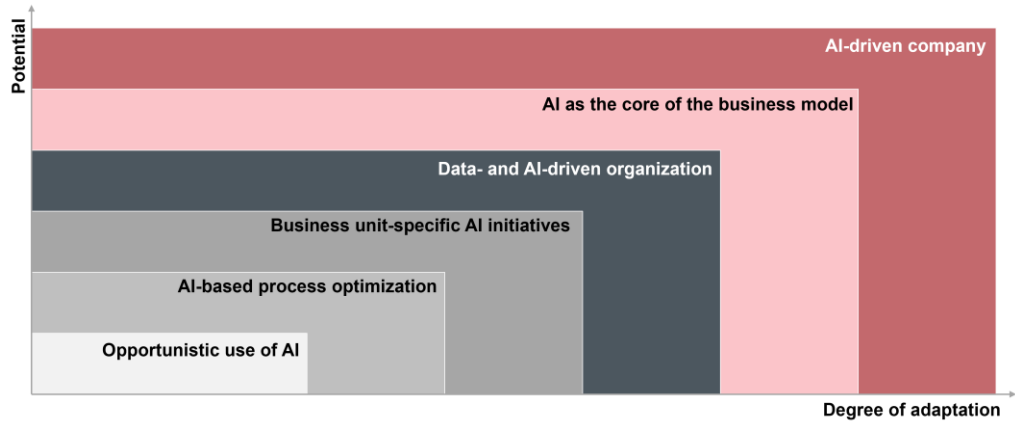 Potential
AI-driven company
AI as the core of the business model
Data- and AI-driven organization
Business unit-specific AI initiatives
AI-based process optimization
Opportunistic use of AI
Degree of adaptation